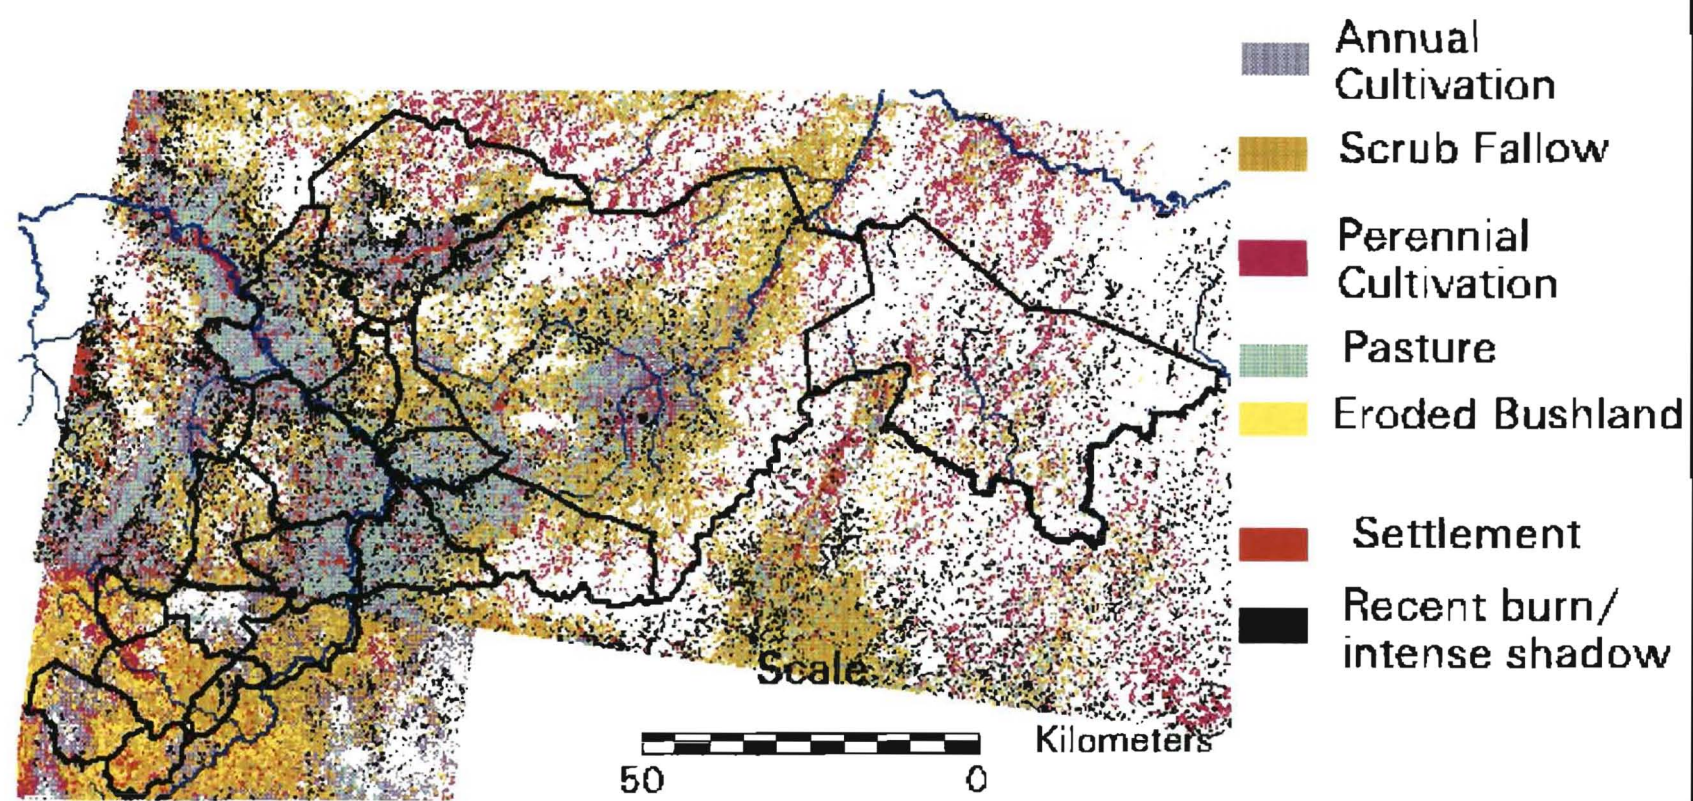 Annual
Cultivation
Scrub Fallow
Perennial
Cultivation
Pasture
Eroded Bushland
Settlement
Recent burn/
intense shadow
Scale
Kilometers
50 0